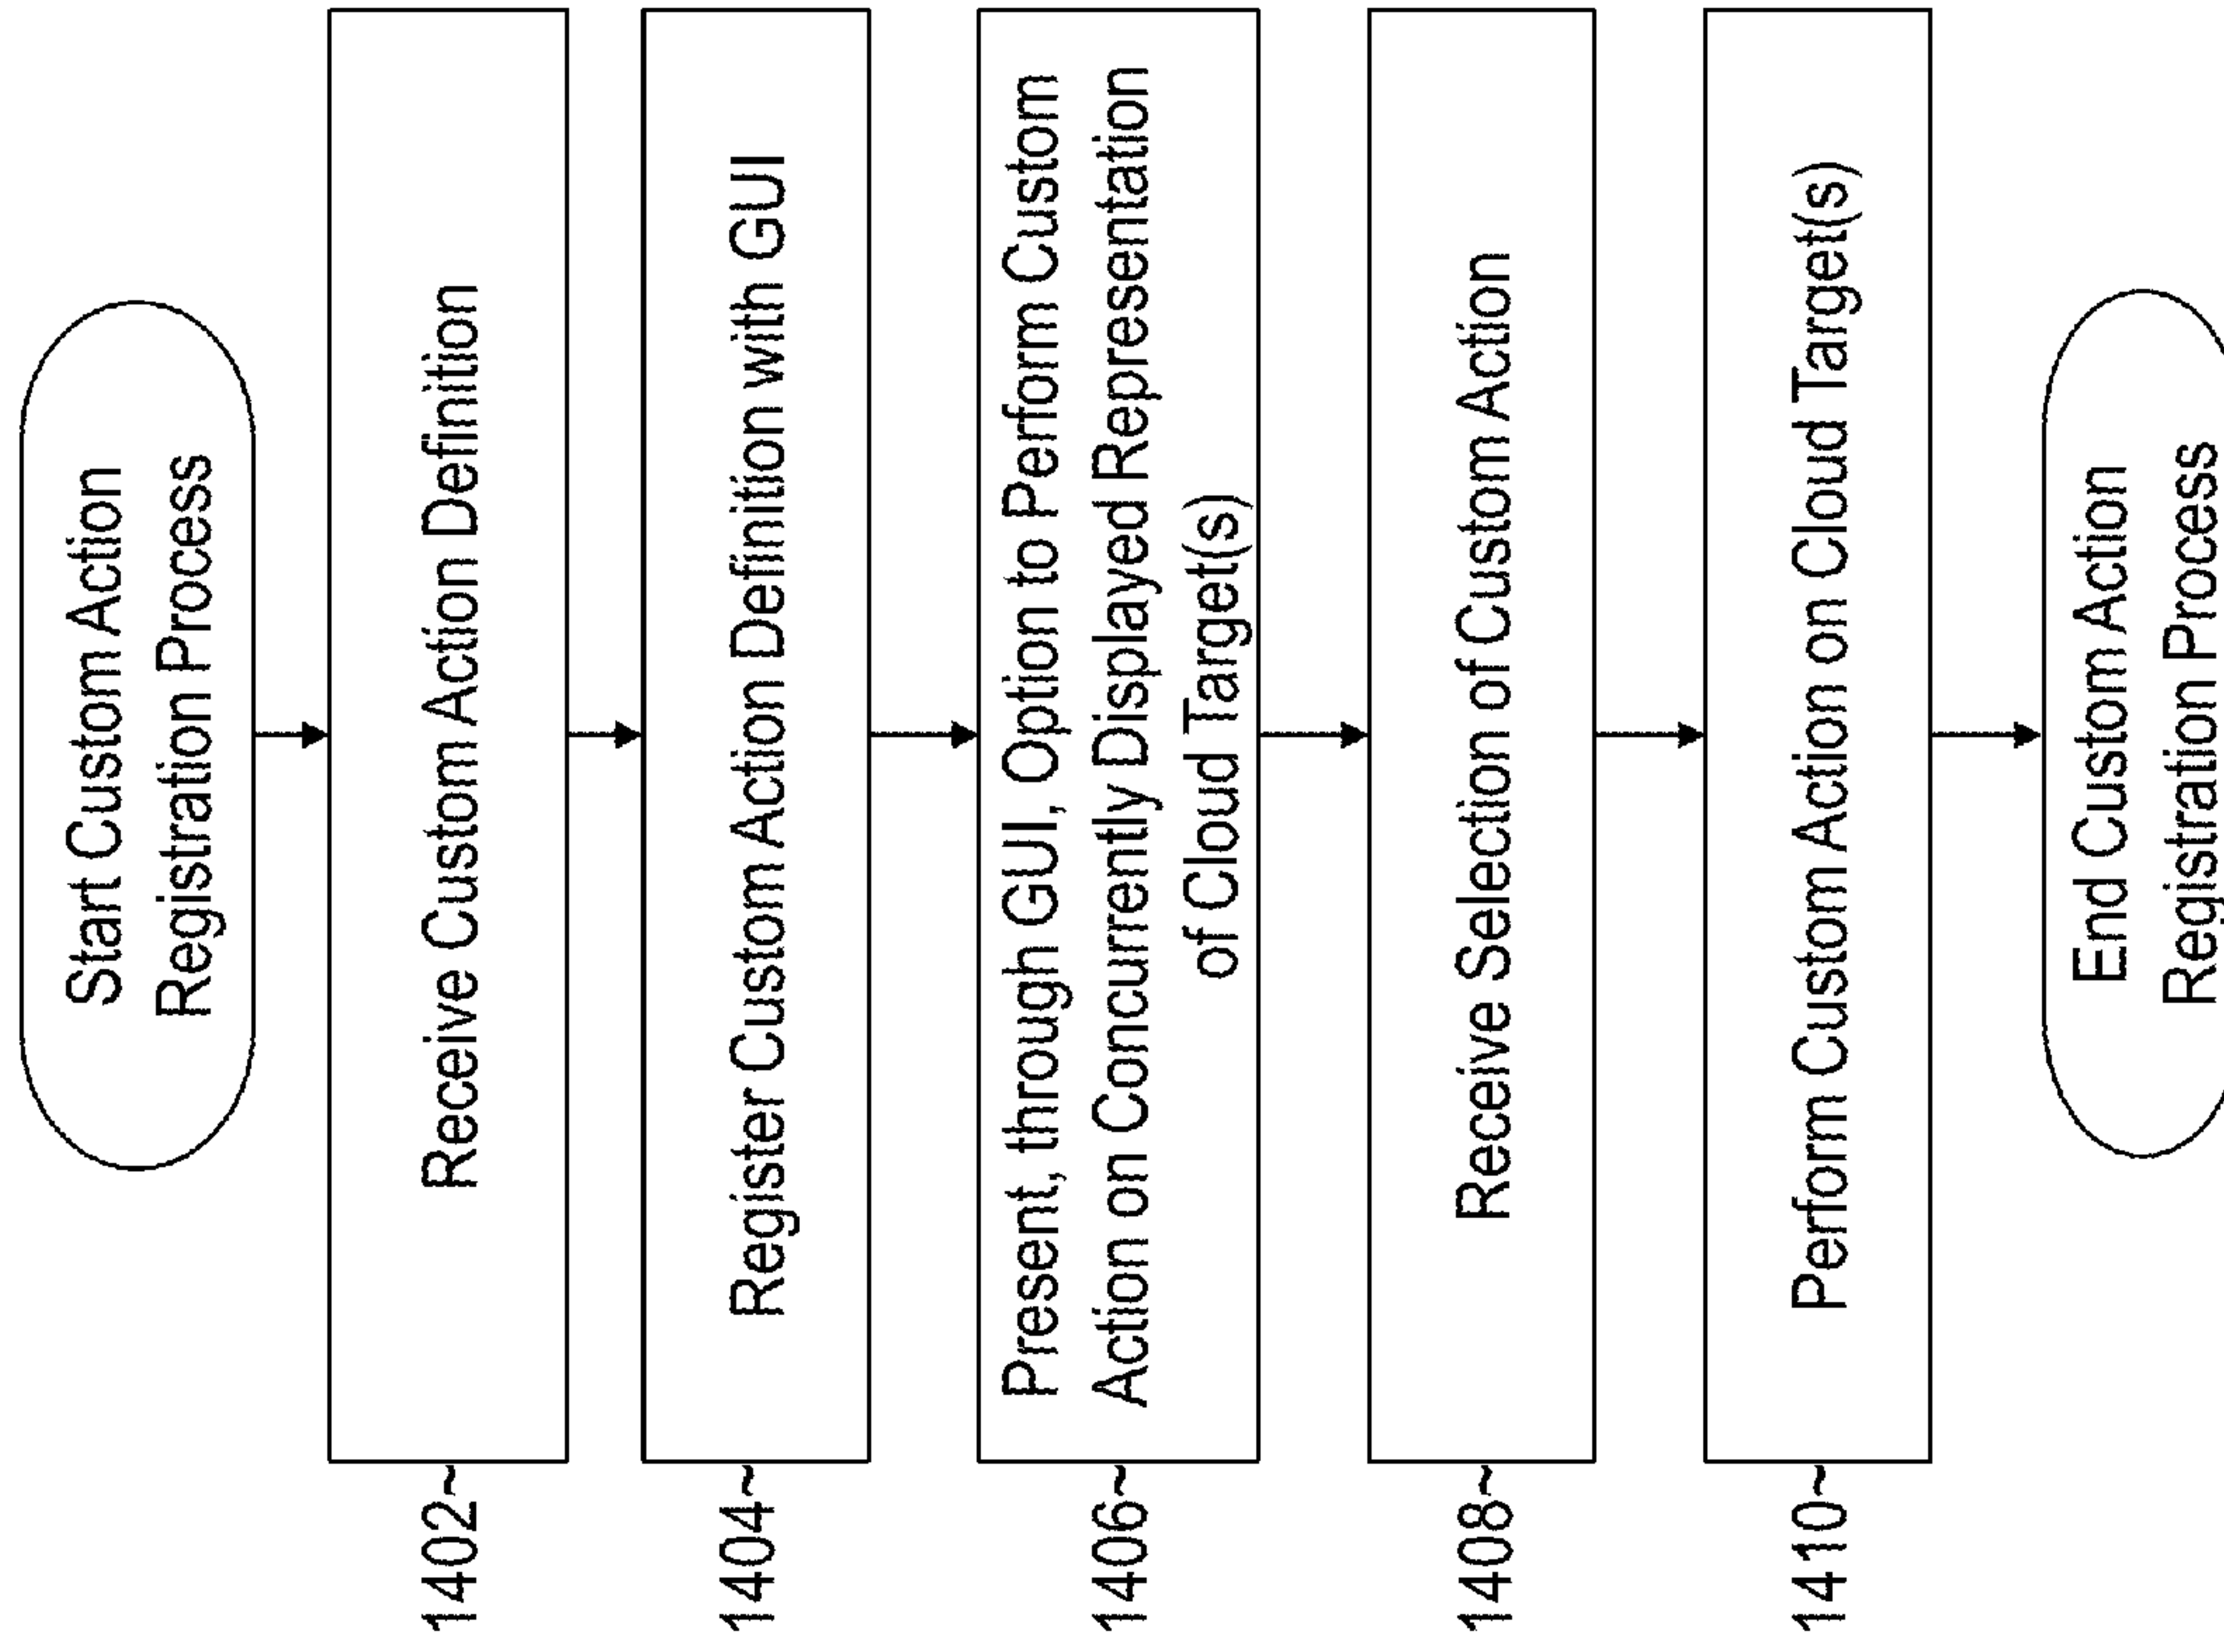 Start Custom Action
Registration Process
1402~
Receive Custom Action Definition
1404~
Register Custom Action Definition with GUI
1406~
Present, through GUI, Option to Perform Custom
Action on Concurrently Displayed Representation
of Cloud Target(s)
1408~
Receive Selection of Custom Action
1410~
Perform Custom Action on Cloud Target(s)
End Custom Action
Registration Process